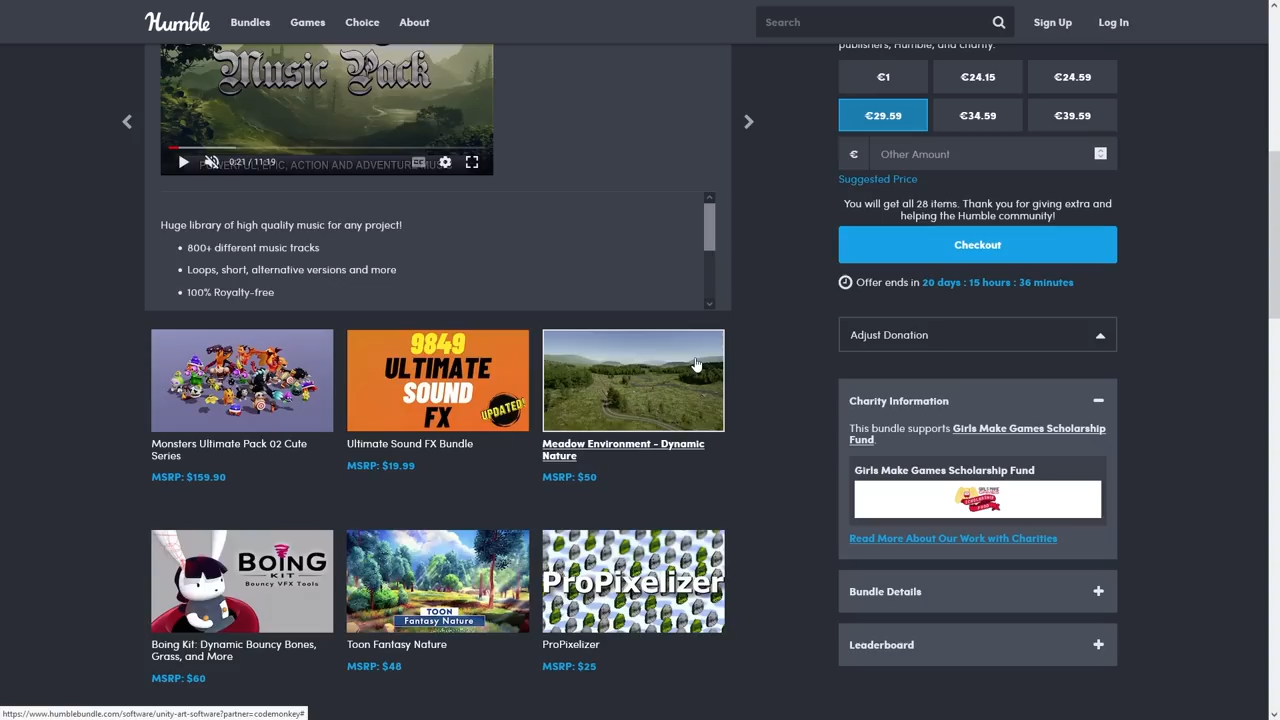 Humble
Bundles
Games
Choice
About
Search
Sign Up
Log In
publishers, Humble, and charity.
Music Pack
0:21 / 11:19
POWERFUL, EPIC, ACTION AND ADVENTURE MUSIC
€1
€24.15
€24.59
€29.59
€34.59
€39.59
€
Other Amount
Suggested Price
You will get all 28 items. Thank you for giving extra and
helping the Humble community!
Checkout
Offer ends in 20 days : 15 hours : 36 minutes
Huge library of high quality music for any project!
• 800+ different music tracks
• Loops, short, alternative versions and more
• 100% Royalty-free
9849
ULTIMATE
SOUND
FX
UPDATED!
Monsters Ultimate Pack 02 Cute
Series
MSRP: $159.90
Ultimate Sound FX Bundle
MSRP: $19.99
Meadow Environment - Dynamic
Nature
MSRP: $50
Adjust Donation
Charity Information
This bundle supports Girls Make Games Scholarship
Fund.
Girls Make Games Scholarship Fund
Read More About Our Work with Charities
Bundle Details
Leaderboard
BOING
KIT
Bouncy VFX Tools
TOON
Fantasy Nature
ProPixelizer
Boing Kit: Dynamic Bouncy Bones,
Grass, and More
MSRP: $60
Toon Fantasy Nature
MSRP: $48
ProPixelizer
MSRP: $25
https://www.humblebundle.com/software/unity-art-software?partner=codemonkey#